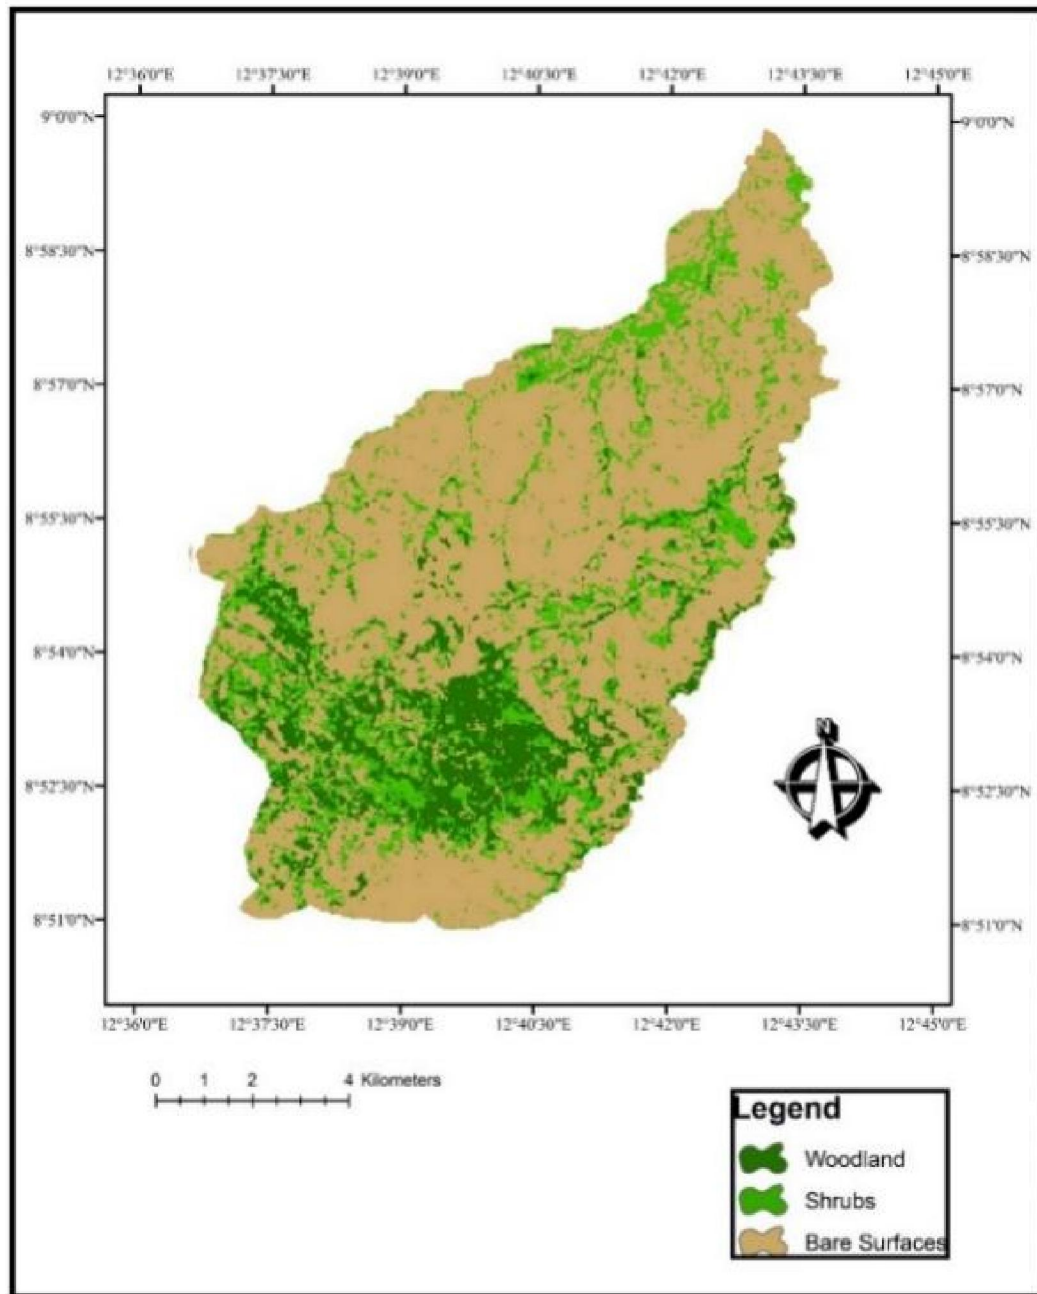 12°36'0"E 12°37'30"E 12°39'0"E 12°40'30"E 12°42'0"E 12°43'30"E 12°45'0"E
9°0'0"N 9°0'0"N
8°58'30"N 8°58'30"N
8°57'0"N 8°57'0"N
8°55'30"N 8°55'30"N
8°54'0"N 8°54'0"N
N
8°52'30"N 8°52'30"N
8°51'0"N 8°51'0"N
12°36'0"E 12°37'30"E 12°39'0"E 12°40'30"E 12°42'0"E 12°43'30"E 12°45'0"E
0 1 2 4 Kilometers
Legend
Woodland
Shrubs
Bare Surfaces